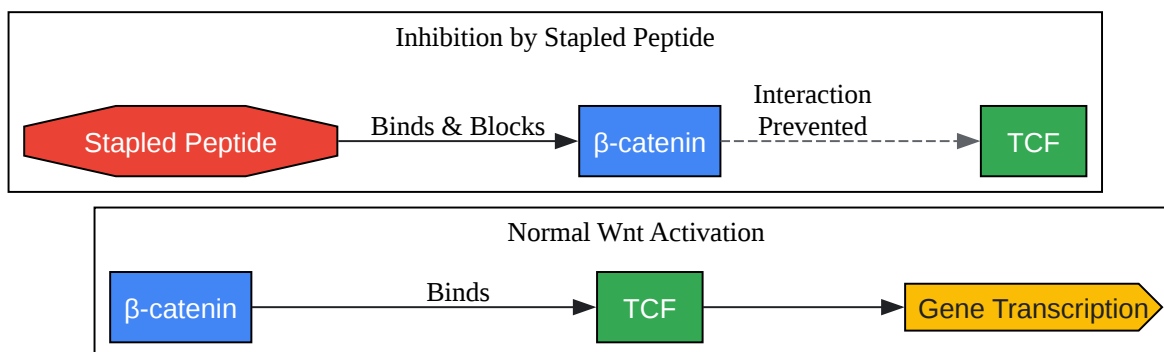 Inhibition by Stapled Peptide
Stapled Peptide
Binds & Blocks
β-catenin
Interaction
Prevented
TCF
Normal Wnt Activation
β-catenin
Binds
TCF
Gene Transcription